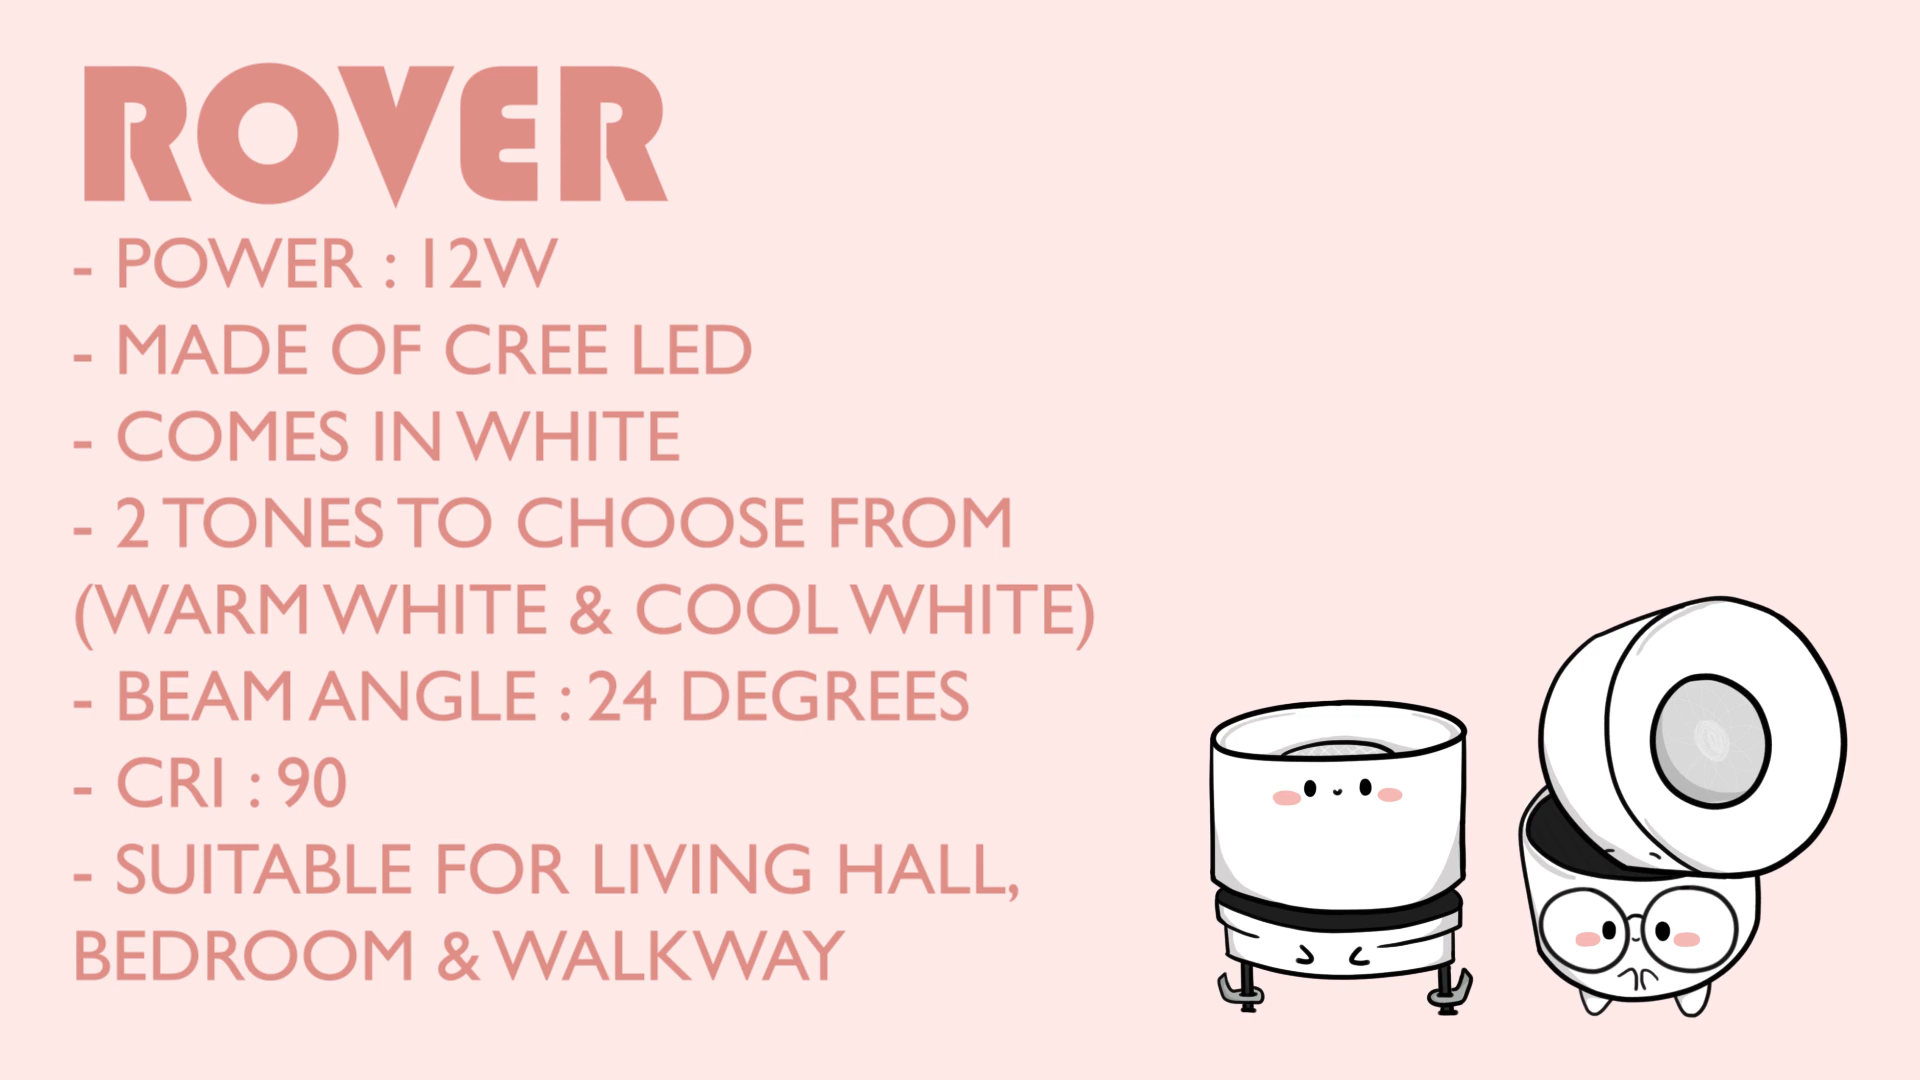 ROVER
- POWER : 12W
- MADE OF CREE LED
- COMES IN WHITE
- 2 TONES TO CHOOSE FROM
(WARM WHITE & COOL WHITE)
- BEAM ANGLE : 24 DEGREES
- CRI : 90
- SUITABLE FOR LIVING HALL,
BEDROOM & WALKWAY